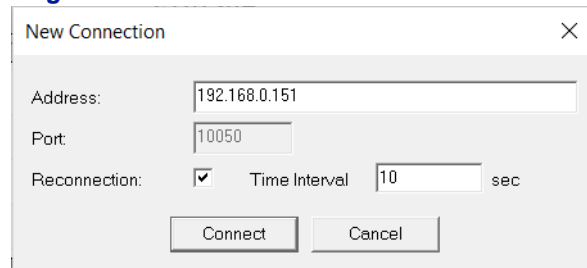 New Connection
Address: 192.168.0.151
Port: 10050
Reconnection: Time Interval 10 sec
Connect Cancel